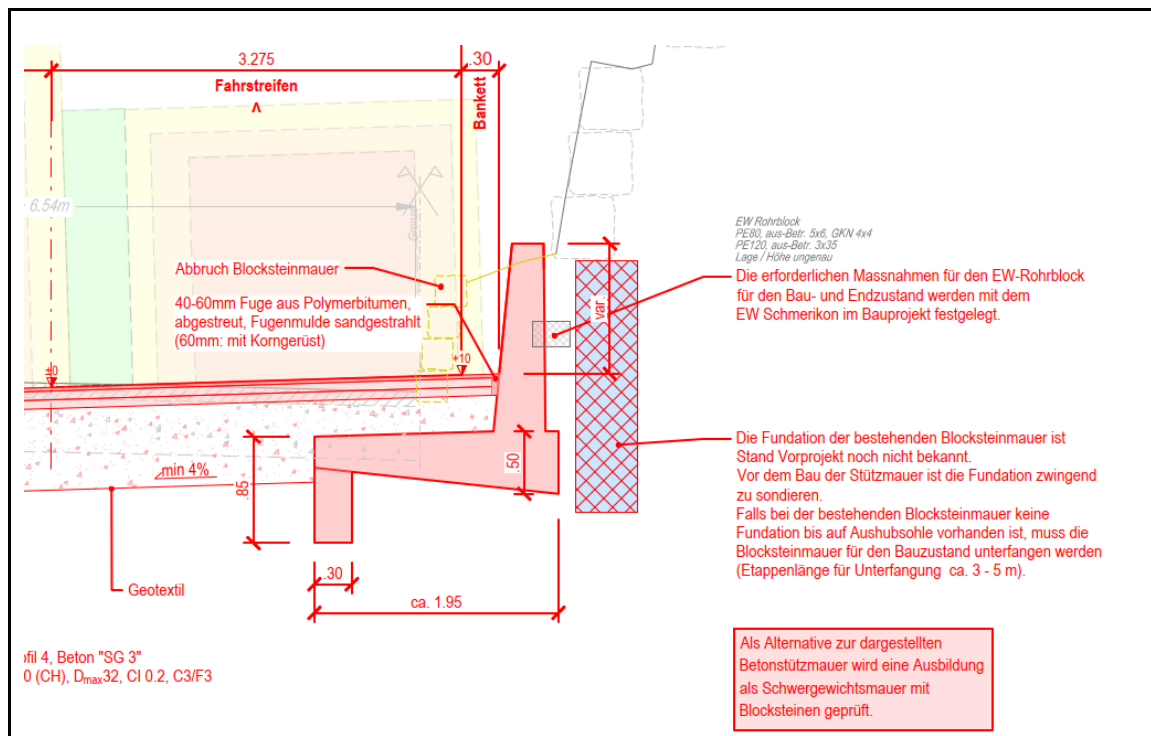 3.275
.30
Fahrstreifen
Bankett
6.54m
Grenze
EW Rohrblock
PE80, aus-Betr. 5x6, GKN 4x4
PE120, aus-Betr. 3x35
Lage / Höhe ungenau
Abbruch Blocksteinmauer
Die erforderlichen Massnahmen für den EW-Rohrblock
für den Bau- und Endzustand werden mit dem
EW Schmerikon im Bauprojekt festgelegt.
40-60mm Fuge aus Polymerbitumen,
abgestreut, Fugenmulde sandgestrahlt
(60mm: mit Korngerüst)
var.
±0
+10
Die Fundation der bestehenden Blocksteinmauer ist
Stand Vorprojekt noch nicht bekannt.
Vor dem Bau der Stützmauer ist die Fundation zwingend
zu sondieren.
Falls bei der bestehenden Blocksteinmauer keine
Fundation bis auf Aushubsohle vorhanden ist, muss die
Blocksteinmauer für den Bauzustand unterfangen werden
(Etappenlänge für Unterfangung ca. 3 - 5 m).
min 4%
.85
.50
.30
Geotextil
ca. 1.95
ofil 4, Beton "SG 3"
0 (CH), Dmax32, Cl 0.2, C3/F3
Als Alternative zur dargestellten
Betonstützmauer wird eine Ausbildung
als Schwergewichtsmauer mit
Blocksteinen geprüft.